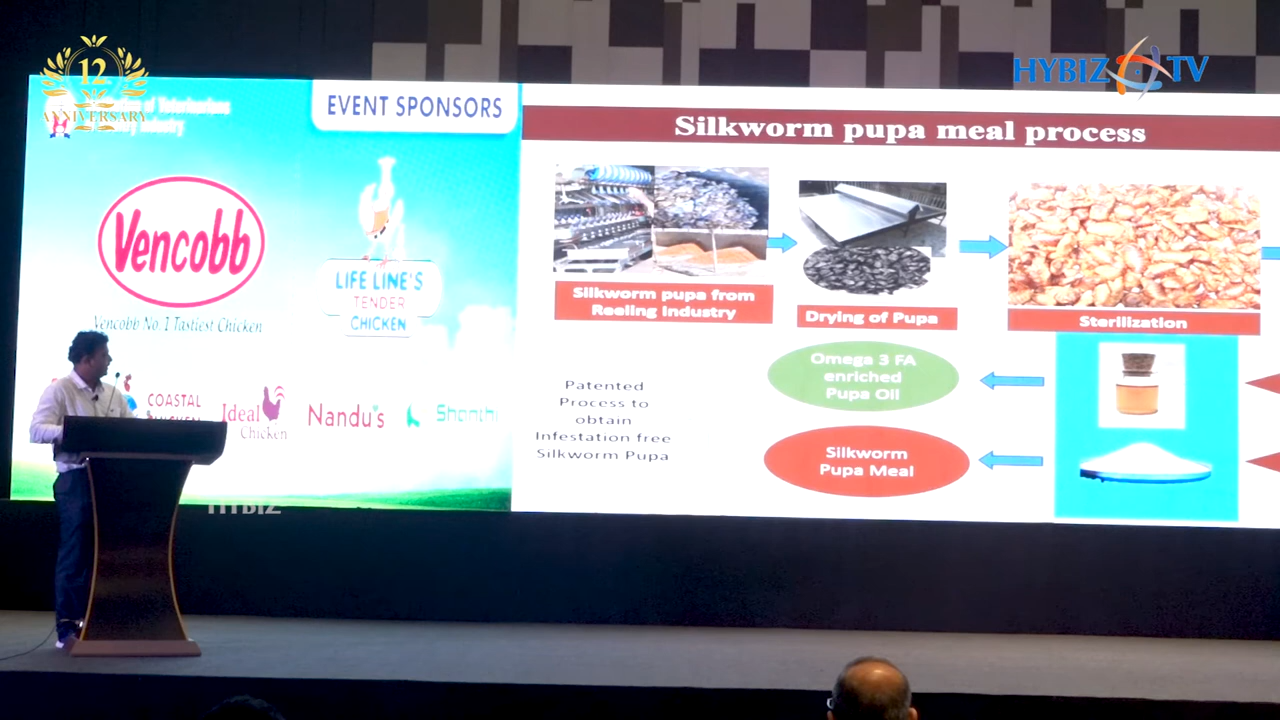 12
ANNIVERSARY
HYBIZ TV
EVENT SPONSORS
Vencobb
Vencobb No.1 Tastiest Chicken
LIFE LINE'S
TENDER
CHICKEN
COASTAL
Ideal
Chicken
Nandu's
Shanthi
HYBIZ
Silkworm pupa meal process
Silkworm pupa from
Reeling Industry
Drying of Pupa
Sterilization
Omega 3 FA
enriched
Pupa Oil
Silkworm
Pupa Meal
Patented
Process to
obtain
Infestation free
Silkworm Pupa